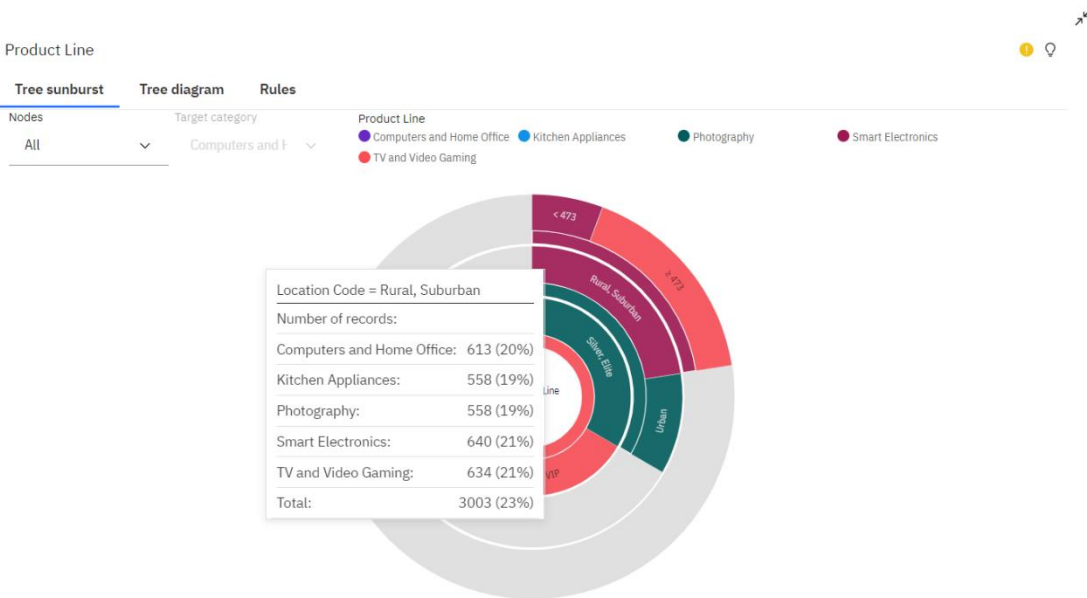 Product Line
Tree sunburst Tree diagram Rules
Nodes Target category Product Line
All Computers and H Computers and Home Office Kitchen Appliances Photography Smart Electronics
TV and Video Gaming
< 473
≥ 473
Rural, Suburban
Silver, Elite
Line
Urban
VIP
Location Code = Rural, Suburban
Number of records:
Computers and Home Office: 613 (20%)
Kitchen Appliances: 558 (19%)
Photography: 558 (19%)
Smart Electronics: 640 (21%)
TV and Video Gaming: 634 (21%)
Total: 3003 (23%)